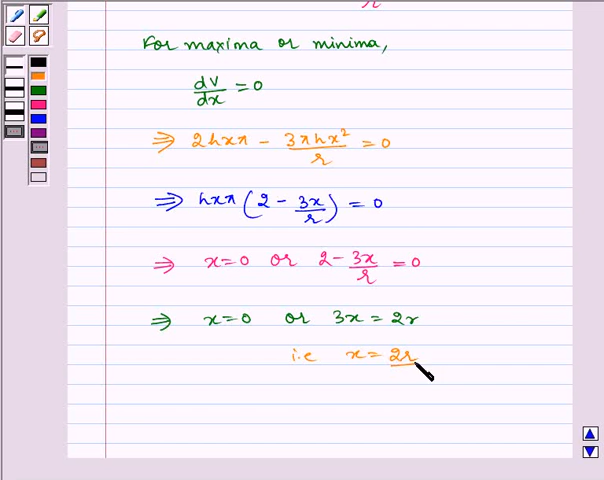 For maxima or minima,
dV/dx = 0
⇒ 2hxπ - 3πhx²/r = 0
⇒ hxπ (2 - 3x/r) = 0
⇒ x=0 or 2 - 3x/r = 0
⇒ x=0 or 3x = 2r
i.e x = 2r